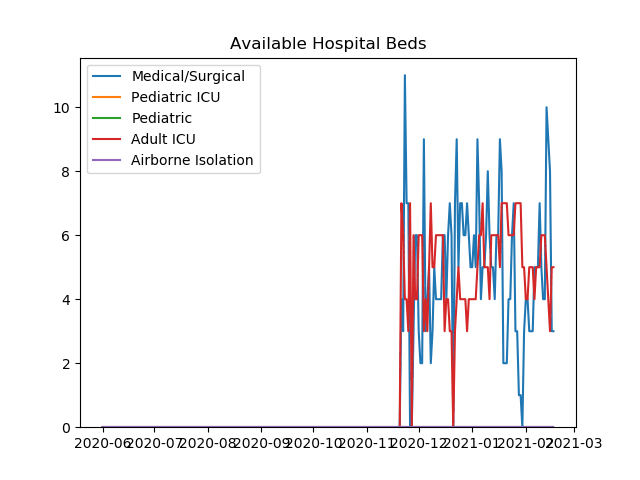 Available Hospital Beds
Medical/Surgical
Pediatric ICU
Pediatric
Adult ICU
Airborne Isolation
10
8
6
4
2
0
2020-06 2020-07 2020-08 2020-09 2020-10 2020-11 2020-12 2021-01 2021-02 2021-03